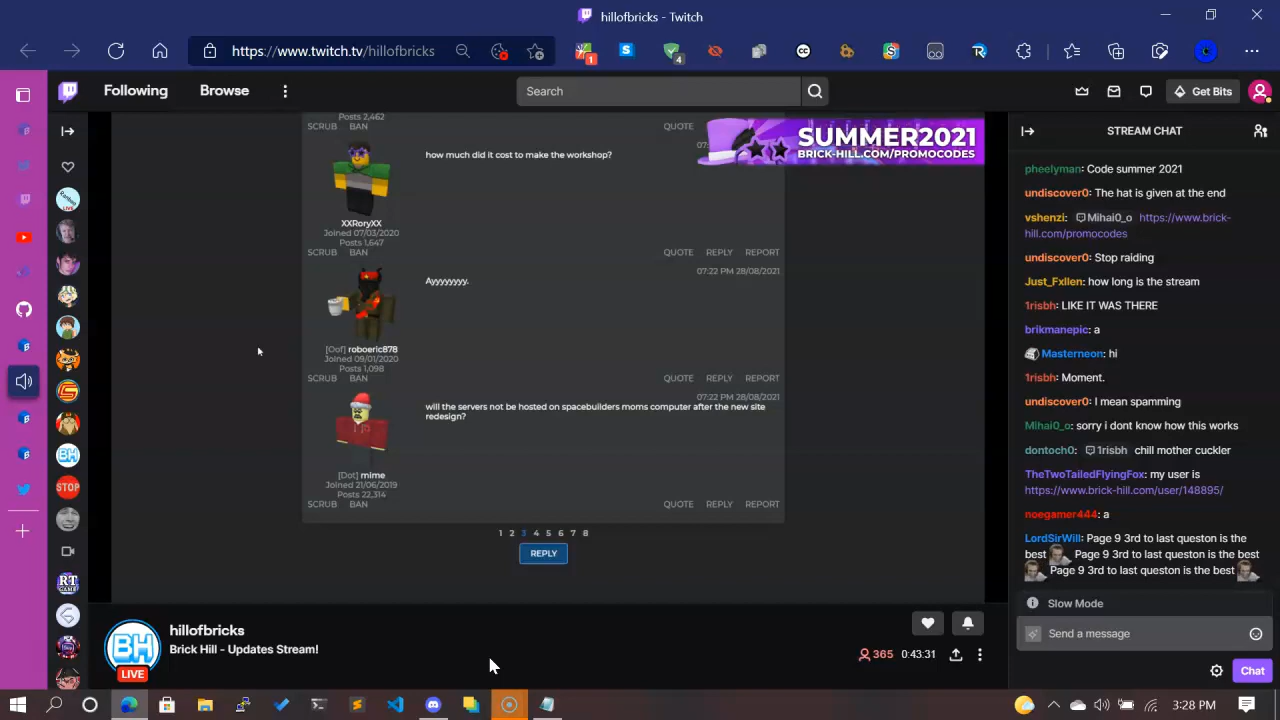 hillofbricks - Twitch
https://www.twitch.tv/hillofbricks
1
4
Following
Browse
Search
Get Bits
Posts 2,462
SCRUB BAN
QUOTE
how much did it cost to make the workshop?
07:
SUMMER2021
BRICK-HILL.COM/PROMOCODES
XXRoryXX
Joined 07/03/2020
Posts 1,647
SCRUB BAN
QUOTE REPLY REPORT
07:22 PM 28/08/2021
Ayyyyyyyy.
[Oof] roboeric878
Joined 09/01/2020
Posts 1,098
SCRUB BAN
QUOTE REPLY REPORT
07:22 PM 28/08/2021
will the servers not be hosted on spacebuilders moms computer after the new site
redesign?
[Dot] mime
Joined 21/06/2019
Posts 22,314
SCRUB BAN
QUOTE REPLY REPORT
1 2 3 4 5 6 7 8
REPLY
BH
LIVE
hillofbricks
Brick Hill - Updates Stream!
365
0:43:31
STREAM CHAT
pheelyman: Code summer 2021
undiscover0: The hat is given at the end
vshenzi: Mihai0_o https://www.brick-
hill.com/promocodes
undiscover0: Stop raiding
Just_Fxllen: how long is the stream
1risbh: LIKE IT WAS THERE
brikmanepic: a
Masterneon: hi
1risbh: Moment.
undiscover0: I mean spamming
Mihai0_o: sorry i dont know how this works
dontoch0: 1risbh chill mother cuckler
TheTwoTailedFlyingFox: my user is
https://www.brick-hill.com/user/148895/
noegamer444: a
LordSirWill: Page 9 3rd to last queston is the
best Page 9 3rd to last queston is the best
Page 9 3rd to last queston is the best
Slow Mode
Send a message
Chat
STOP
BH
RT
GAME
3:28 PM